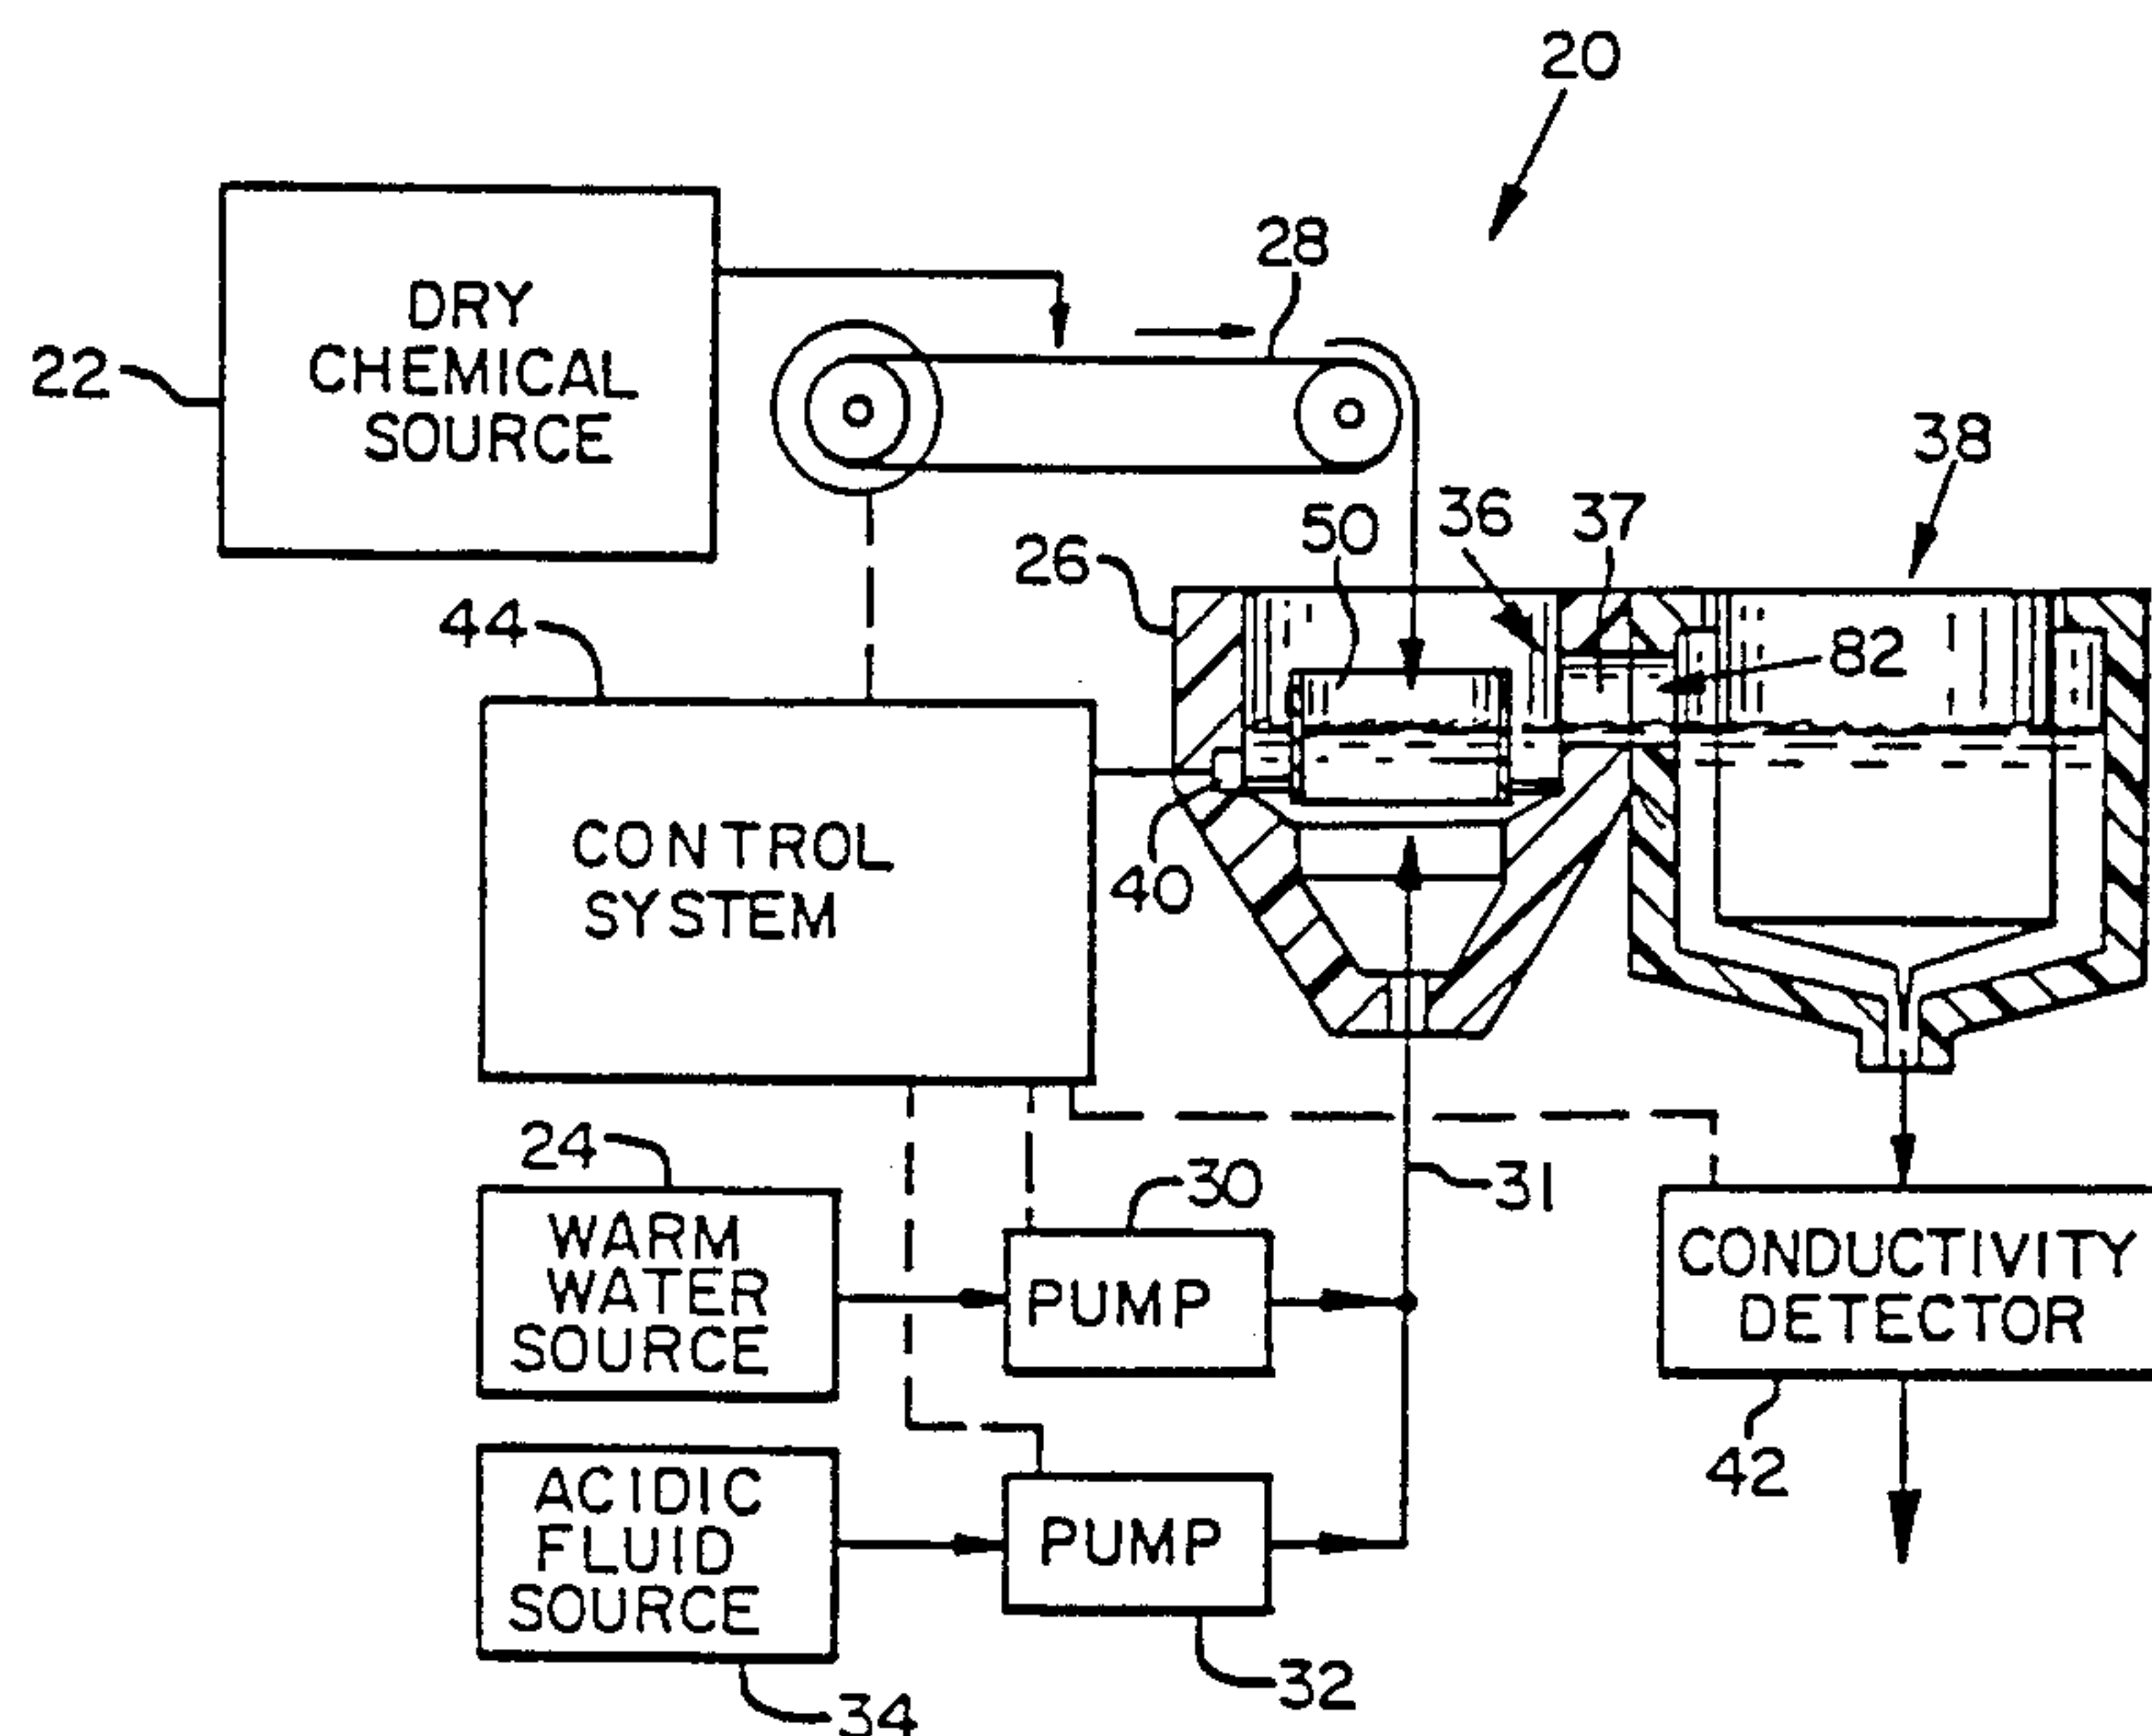 20
28
DRY
CHEMICAL
SOURCE
22
38
36
37
50
26
44
82
CONTROL
SYSTEM
40
24
30
31
WARM
WATER
SOURCE
PUMP
CONDUCTIVITY
DETECTOR
42
ACIDIC
FLUID
SOURCE
PUMP
32
34